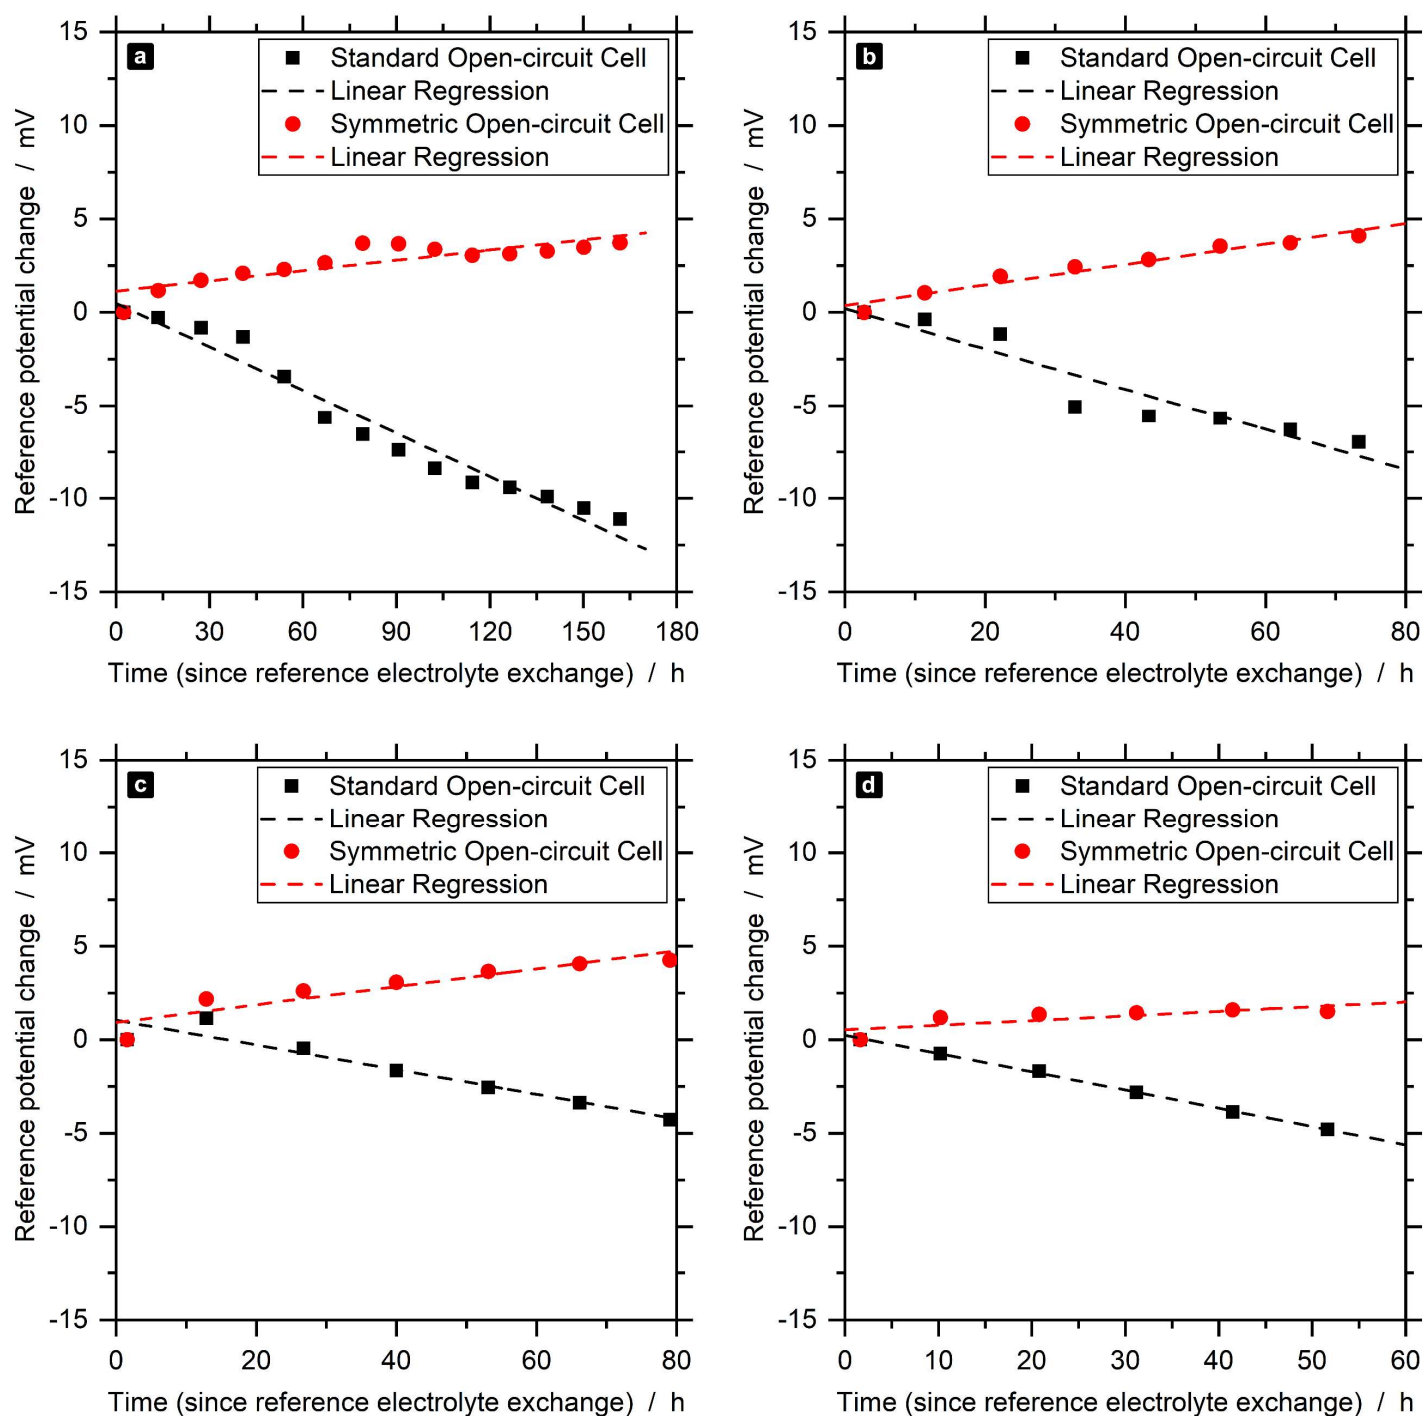 a
Standard Open-circuit Cell
Linear Regression
Symmetric Open-circuit Cell
Linear Regression
15
10
5
0
-5
-10
-15
Reference potential change / mV
0 30 60 90 120 150 180
Time (since reference electrolyte exchange) / h
b
Standard Open-circuit Cell
Linear Regression
Symmetric Open-circuit Cell
Linear Regression
15
10
5
0
-5
-10
-15
Reference potential change / mV
0 20 40 60 80
Time (since reference electrolyte exchange) / h
c
Standard Open-circuit Cell
Linear Regression
Symmetric Open-circuit Cell
Linear Regression
15
10
5
0
-5
-10
-15
Reference potential change / mV
0 20 40 60 80
Time (since reference electrolyte exchange) / h
d
Standard Open-circuit Cell
Linear Regression
Symmetric Open-circuit Cell
Linear Regression
15
10
5
0
-5
-10
-15
Reference potential change / mV
0 10 20 30 40 50 60
Time (since reference electrolyte exchange) / h